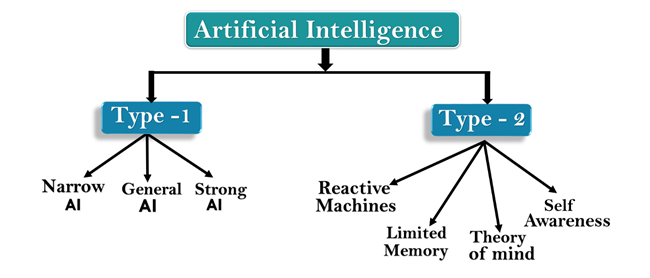 Artificial Intelligence
Type -1
Type - 2
Narrow
AI
General
AI
Strong
AI
Reactive
Machines
Limited
Memory
Theory
of mind
Self
Awareness